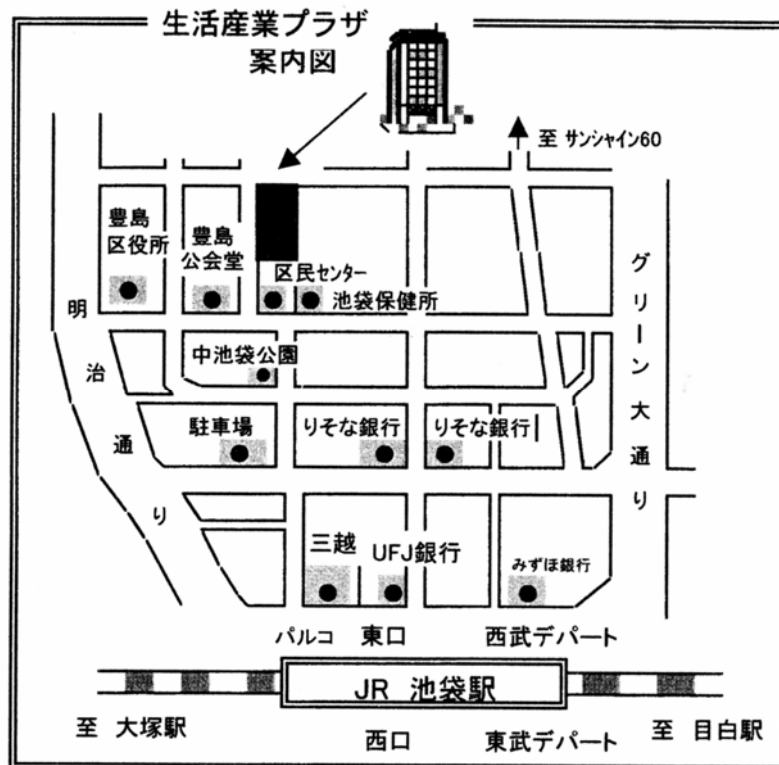 生活産業プラザ
案内図
至 サンシャイン60
豊島
区役所
豊島
公会堂
区民センター
池袋保健所
明治通り
グリーン大通り
中池袋公園
駐車場
りそな銀行
りそな銀行
三越
UFJ銀行
みずほ銀行
パルコ
東口
西武デパート
JR 池袋駅
至 大塚駅
西口
東武デパート
至 目白駅